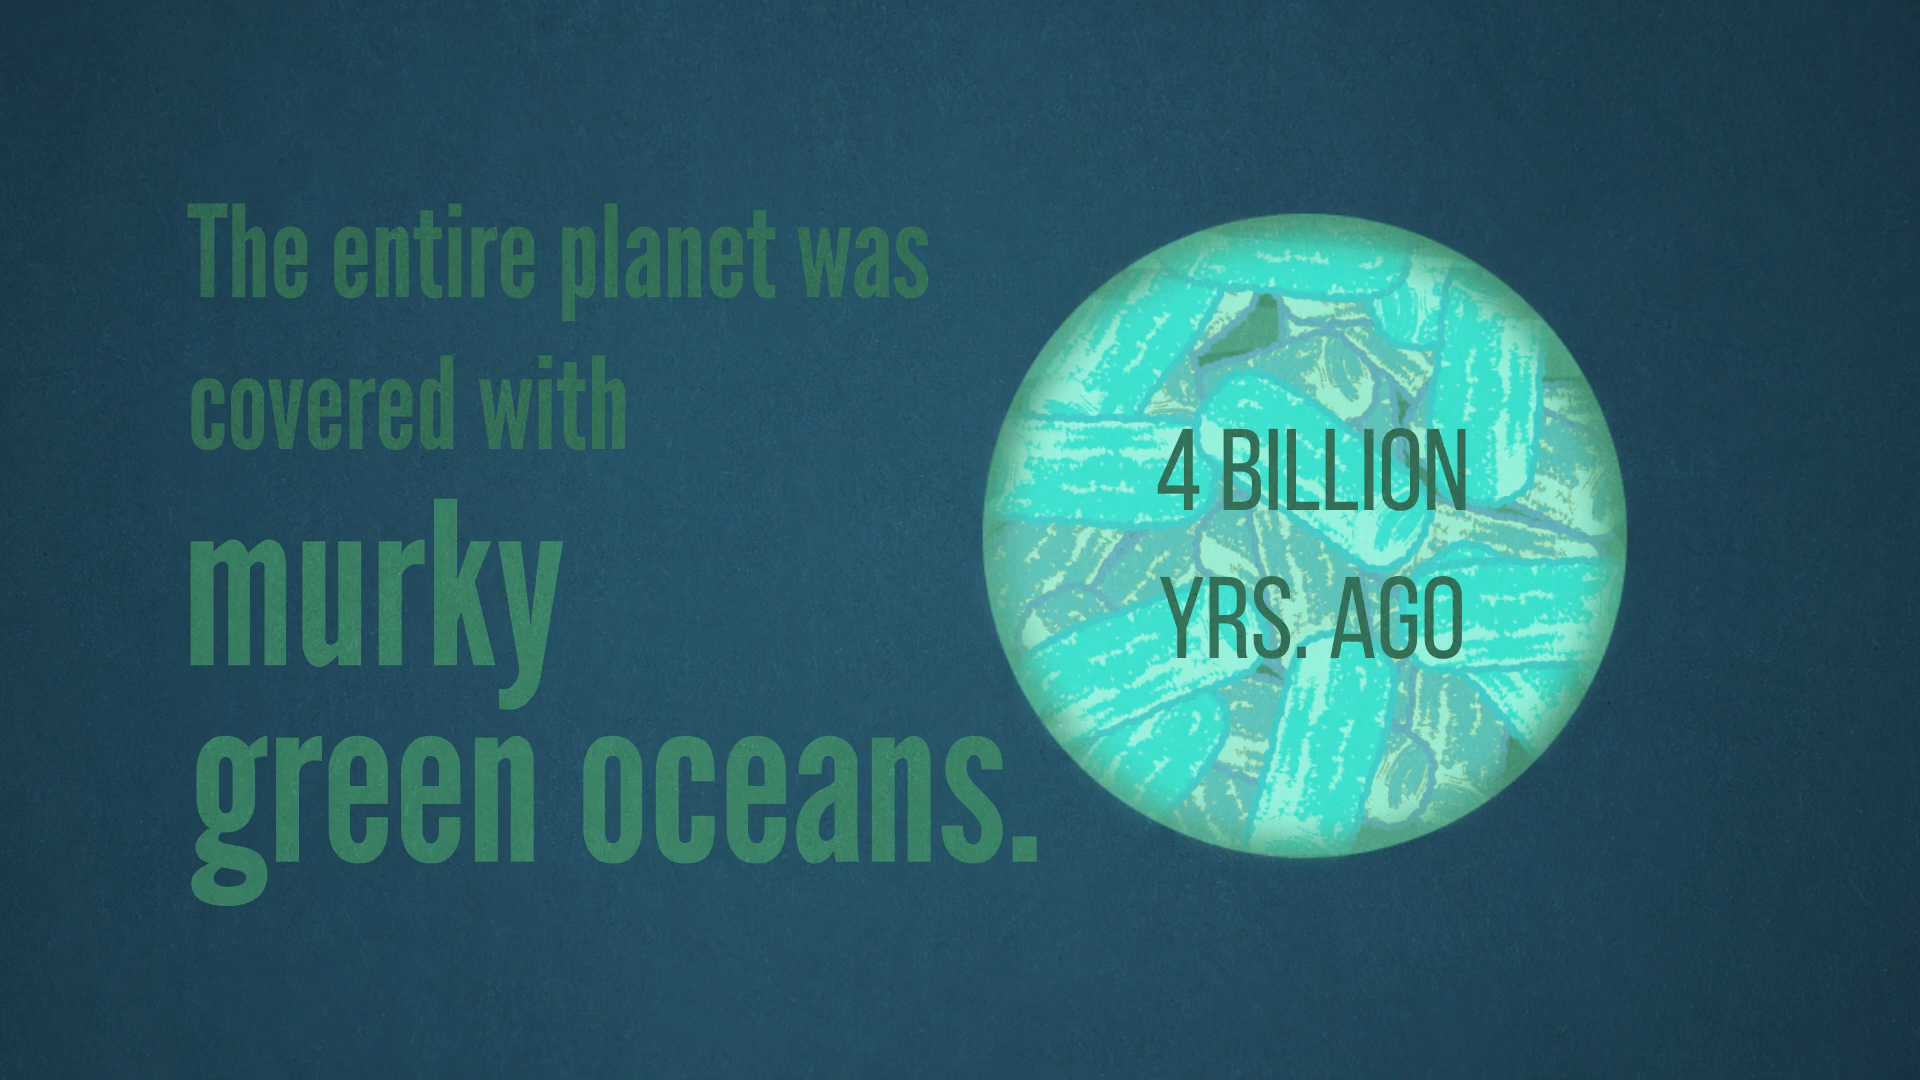 The entire planet was
covered with
murky
green oceans.
4 BILLION
YRS. AGO